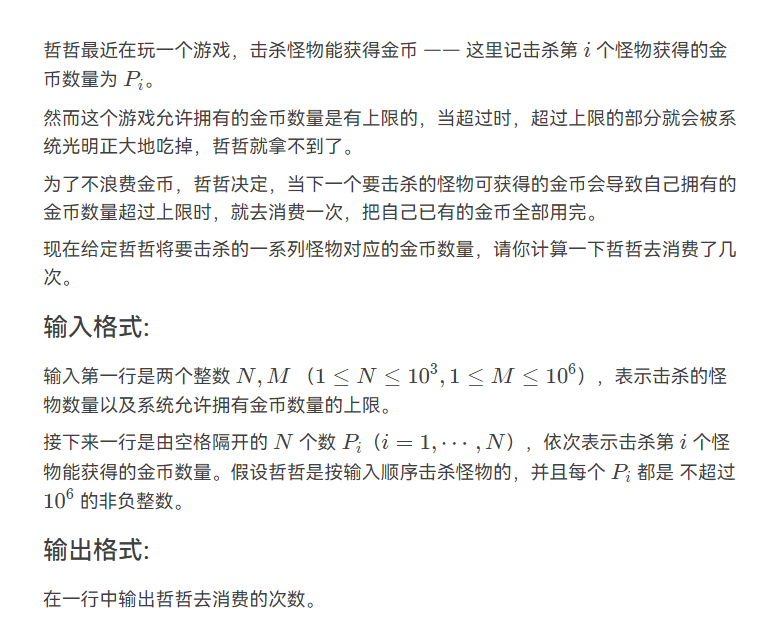 哲哲最近在玩一个游戏，击杀怪物能获得金币 —— 这里记击杀第 i 个怪物获得的金
币数量为 P_i。
然而这个游戏允许拥有的金币数量是有上限的，当超过时，超过上限的部分就会被系
统光明正大地吃掉，哲哲就拿不到了。
为了不浪费金币，哲哲决定，当下一个要击杀的怪物可获得的金币会导致自己拥有的
金币数量超过上限时，就去消费一次，把自己已有的金币全部用完。
现在给定哲哲将要击杀的一系列怪物对应的金币数量，请你计算一下哲哲去消费了几
次。
输入格式:
输入第一行是两个整数 N, M （1 ≤ N ≤ 10^3, 1 ≤ M ≤ 10^6），表示击杀的怪
物数量以及系统允许拥有金币数量的上限。
接下来一行是由空格隔开的 N 个数 P_i（i = 1, ⋯ , N），依次表示击杀第 i 个怪
物能获得的金币数量。假设哲哲是按输入顺序击杀怪物的，并且每个 P_i 都是 不超过
10^6 的非负整数。
输出格式:
在一行中输出哲哲去消费的次数。